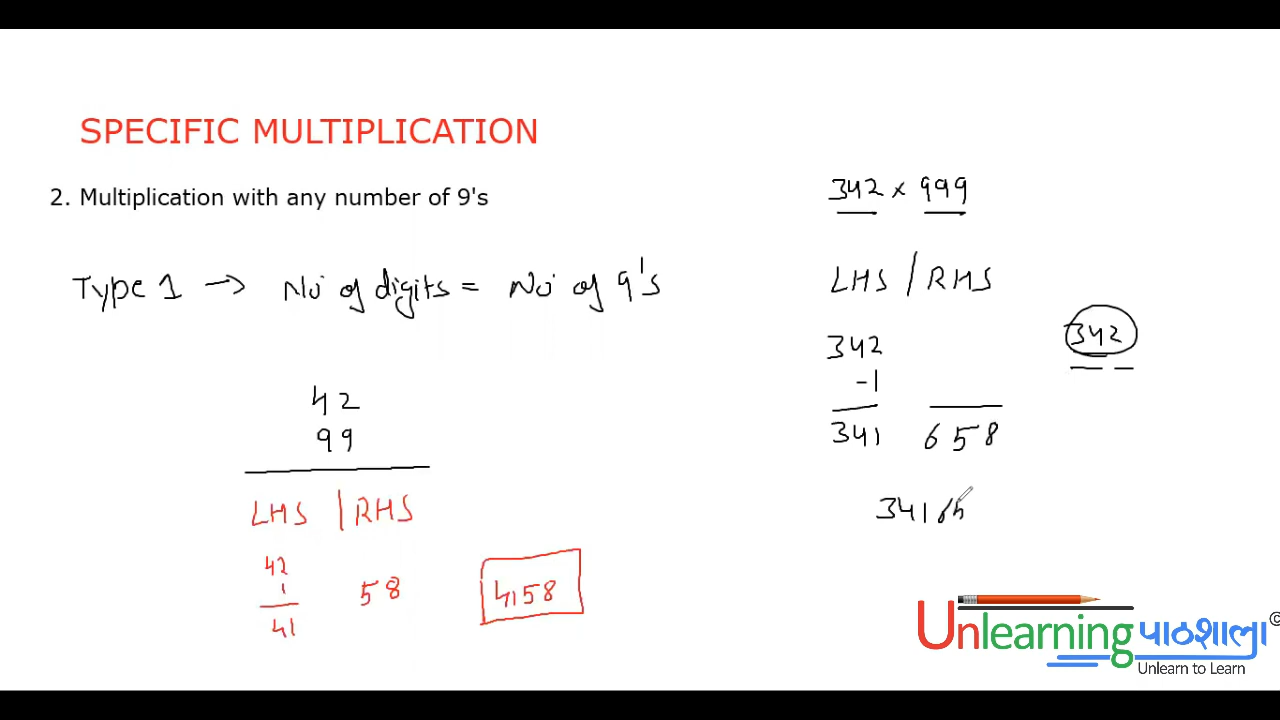 SPECIFIC MULTIPLICATION
2. Multiplication with any number of 9's
Type 1 → No of digits = No of 9's
42
99
LHS | RHS
42
1
41
58
4158
342 x 999
LHS / RHS
342
-1
341 658
342
34165
Unlearning पाठशाला ©
Unlearn to Learn